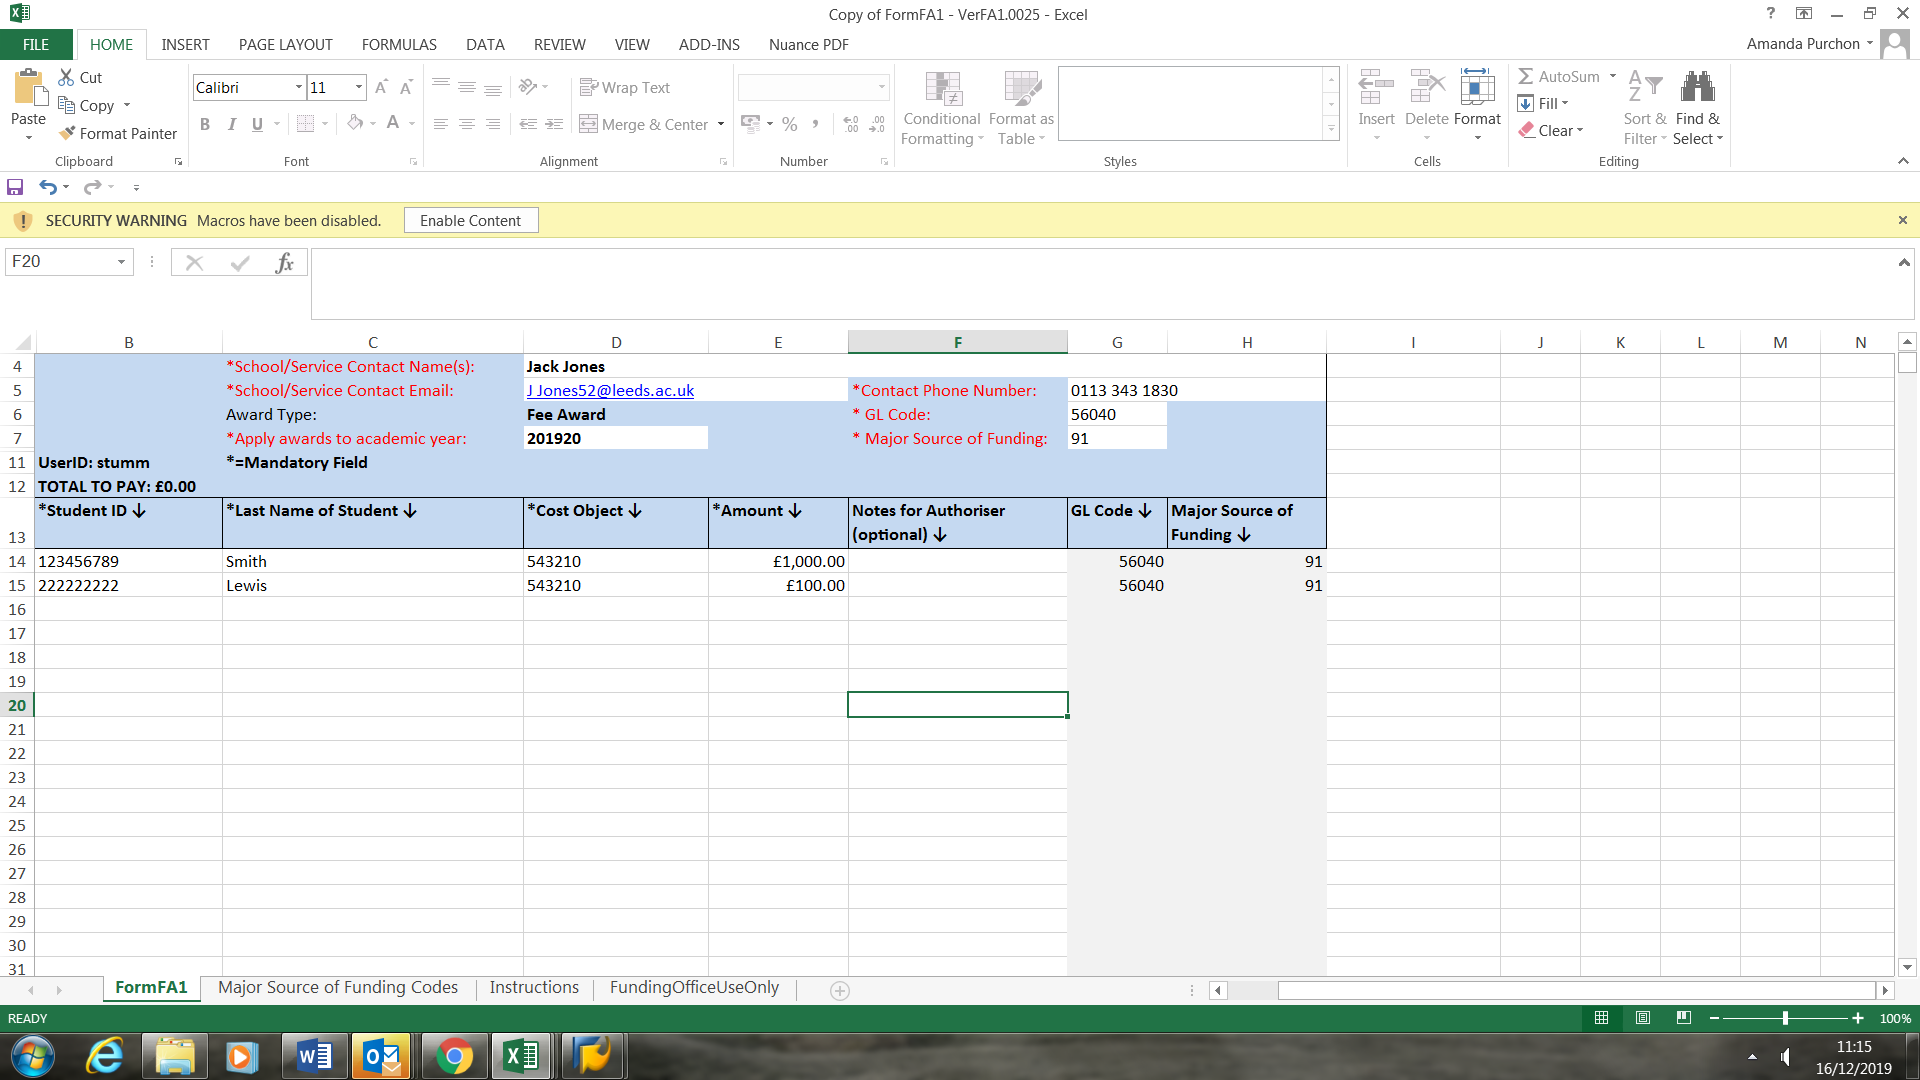 Copy of FormFA1 - VerFA1.0025 - Excel
FILE HOME INSERT PAGE LAYOUT FORMULAS DATA REVIEW VIEW ADD-INS Nuance PDF Amanda Purchon
Paste Cut Copy Format Painter Clipboard
Calibri 11 B I U A Font
Wrap Text Merge & Center Alignment
% Number
Conditional Formatting Format as Table Styles
Insert Delete Format Cells
AutoSum Fill Clear Sort & Filter Find & Select Editing
SECURITY WARNING Macros have been disabled. Enable Content
F20 fx
B C D E F G H I J K L M N
4 *School/Service Contact Name(s): Jack Jones
5 *School/Service Contact Email: J Jones52@leeds.ac.uk *Contact Phone Number: 0113 343 1830
6 Award Type: Fee Award * GL Code: 56040
7 *Apply awards to academic year: 201920 * Major Source of Funding: 91
11 UserID: stumm *=Mandatory Field
12 TOTAL TO PAY: £0.00
13 *Student ID ↓ *Last Name of Student ↓ *Cost Object ↓ *Amount ↓ Notes for Authoriser (optional) ↓ GL Code ↓ Major Source of Funding ↓
14 123456789 Smith 543210 £1,000.00 56040 91
15 222222222 Lewis 543210 £100.00 56040 91
16
17
18
19
20
21
22
23
24
25
26
27
28
29
30
31
FormFA1 Major Source of Funding Codes Instructions FundingOfficeUseOnly
READY 100%
11:15
16/12/2019